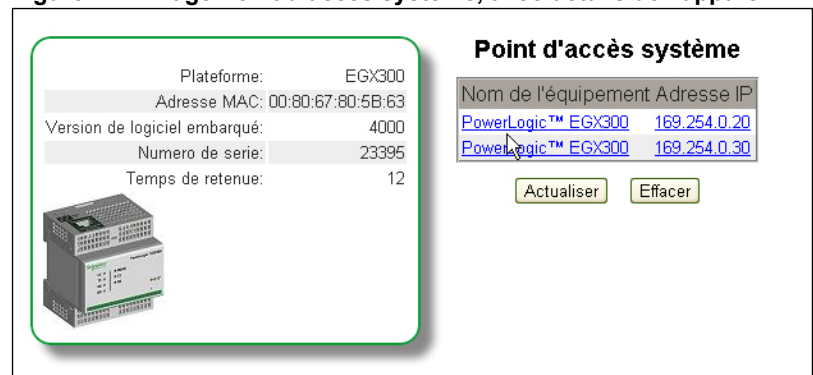 Plateforme: EGX300
Adresse MAC: 00:80:67:80:5B:63
Version de logiciel embarqué: 4000
Numero de serie: 23395
Temps de retenue: 12
Point d'accès système
Nom de l'équipement Adresse IP
PowerLogic™ EGX300 169.254.0.20
PowerLogic™ EGX300 169.254.0.30
Actualiser Effacer